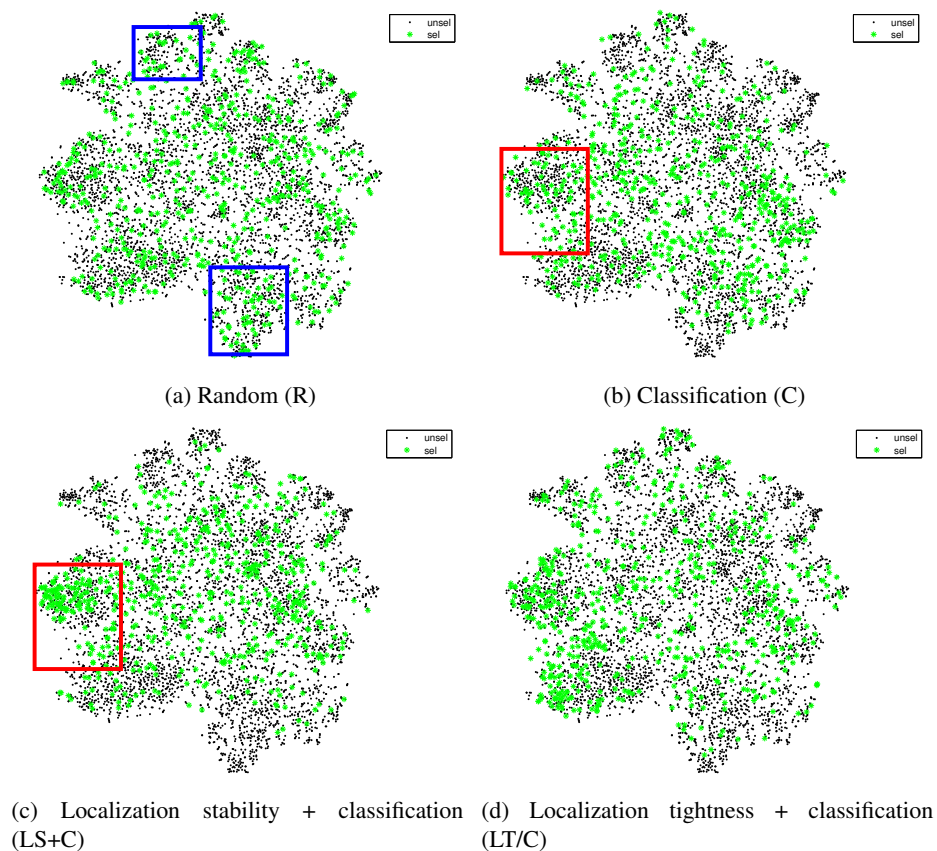 unsel
sel
unsel
sel
(a) Random (R)
(b) Classification (C)
unsel
sel
unsel
sel
(c) Localization stability + classification
(LS+C)
(d) Localization tightness + classification
(LT/C)